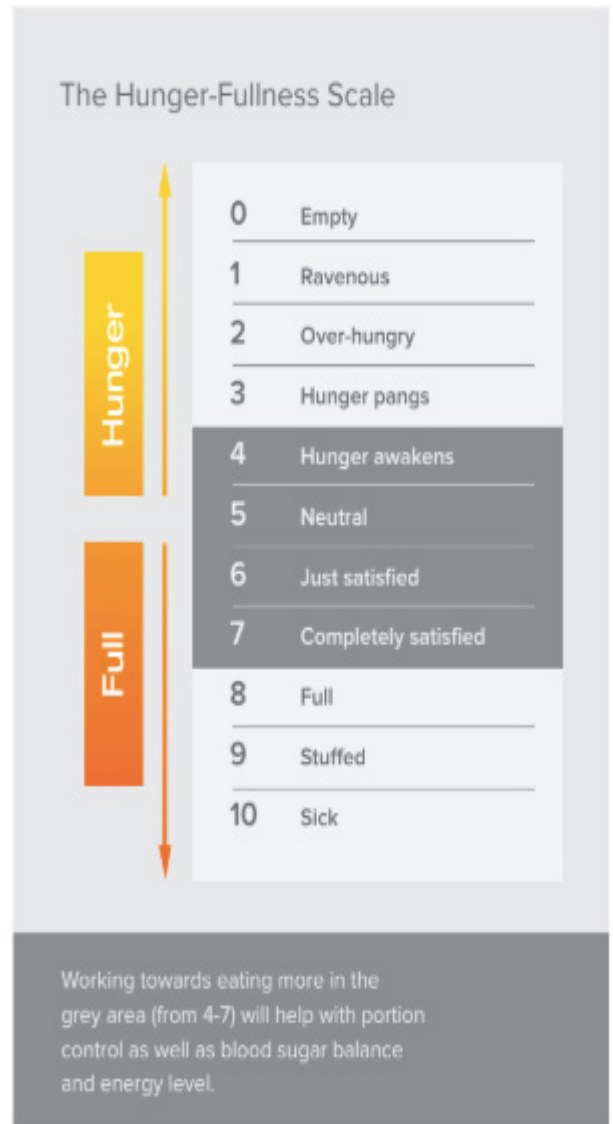 The Hunger-Fullness Scale
Hunger
Full
0 Empty
1 Ravenous
2 Over-hungry
3 Hunger pangs
4 Hunger awakens
5 Neutral
6 Just satisfied
7 Completely satisfied
8 Full
9 Stuffed
10 Sick
Working towards eating more in the
grey area (from 4-7) will help with portion
control as well as blood sugar balance
and energy level.